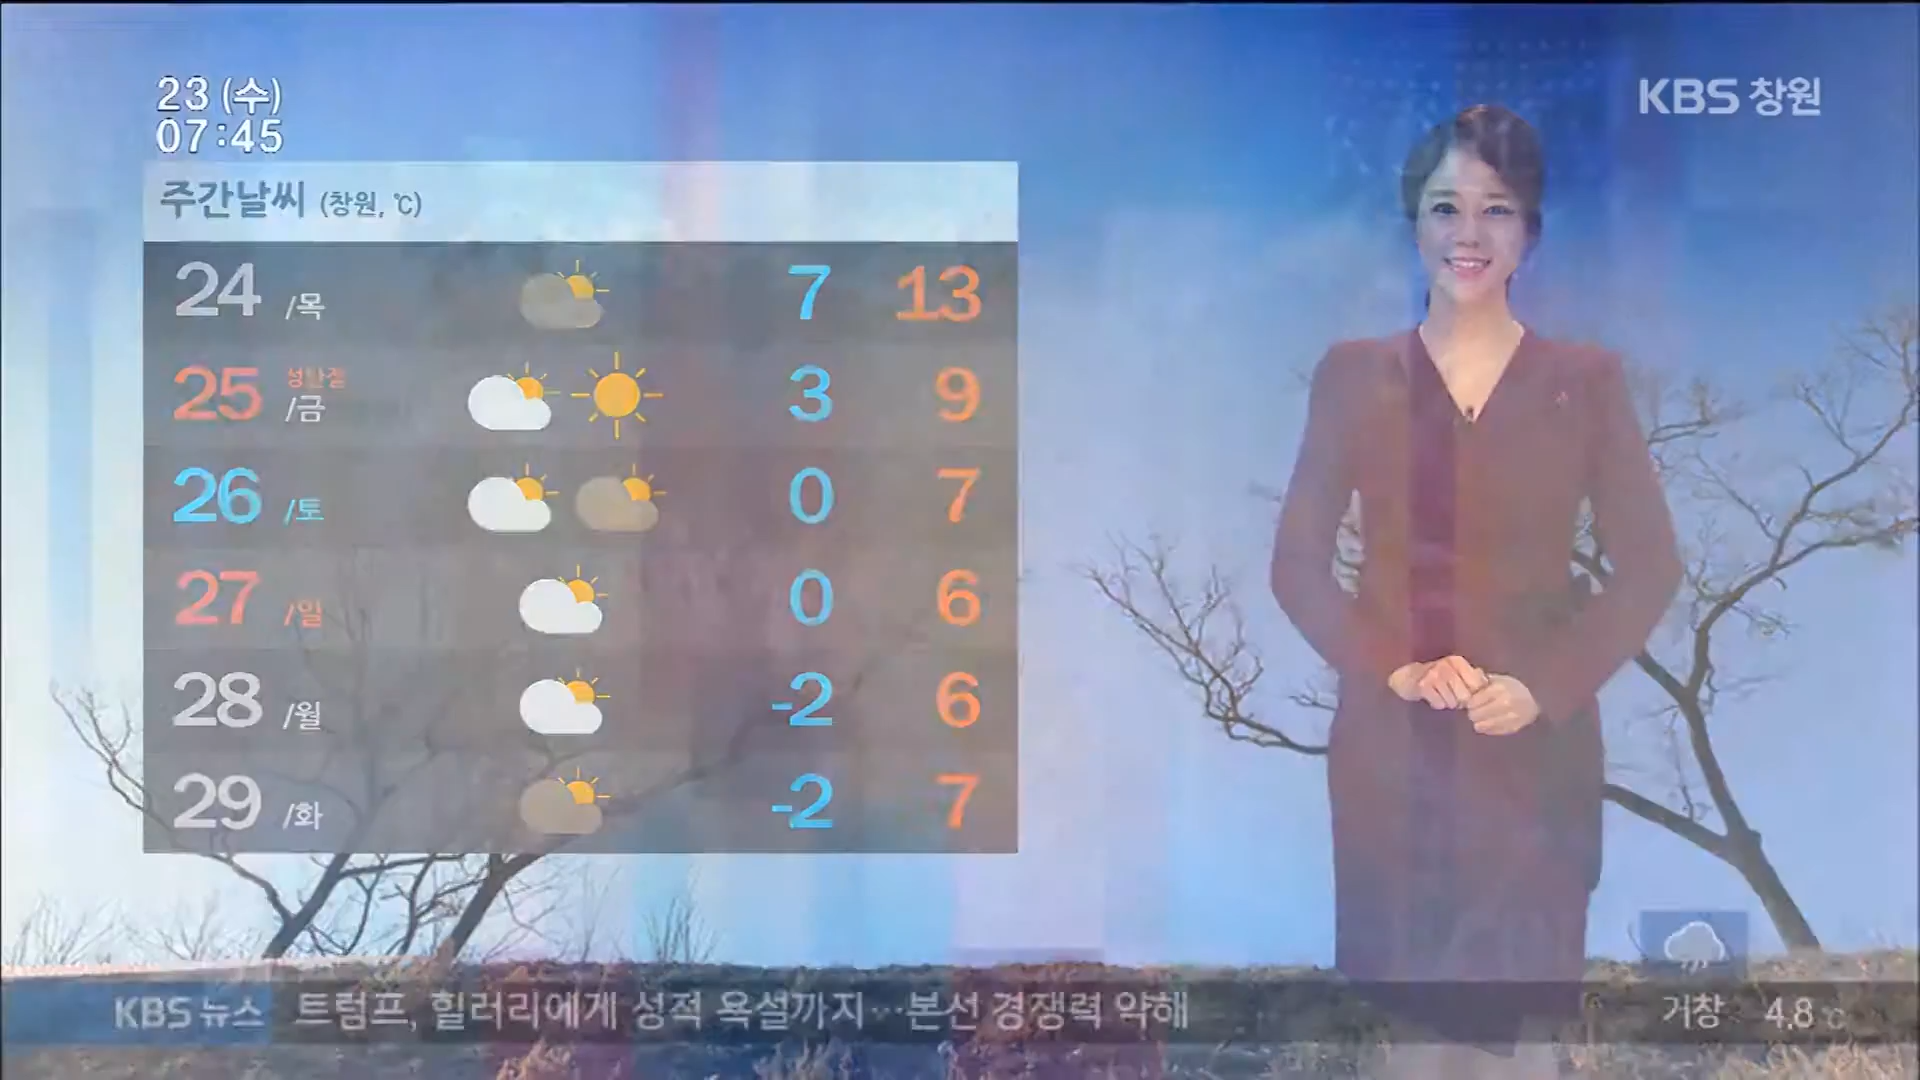 23 (수)
07:45
KBS 창원
주간날씨 (창원, ℃)
24 /목 7 13
25 성탄절 /금 3 9
26 /토 0 7
27 /일 0 6
28 /월 -2 6
29 /화 -2 7
KBS 뉴스 트럼프, 힐러리에게 성적 욕설까지…본선 경쟁력 약해
거창 4.8 ℃